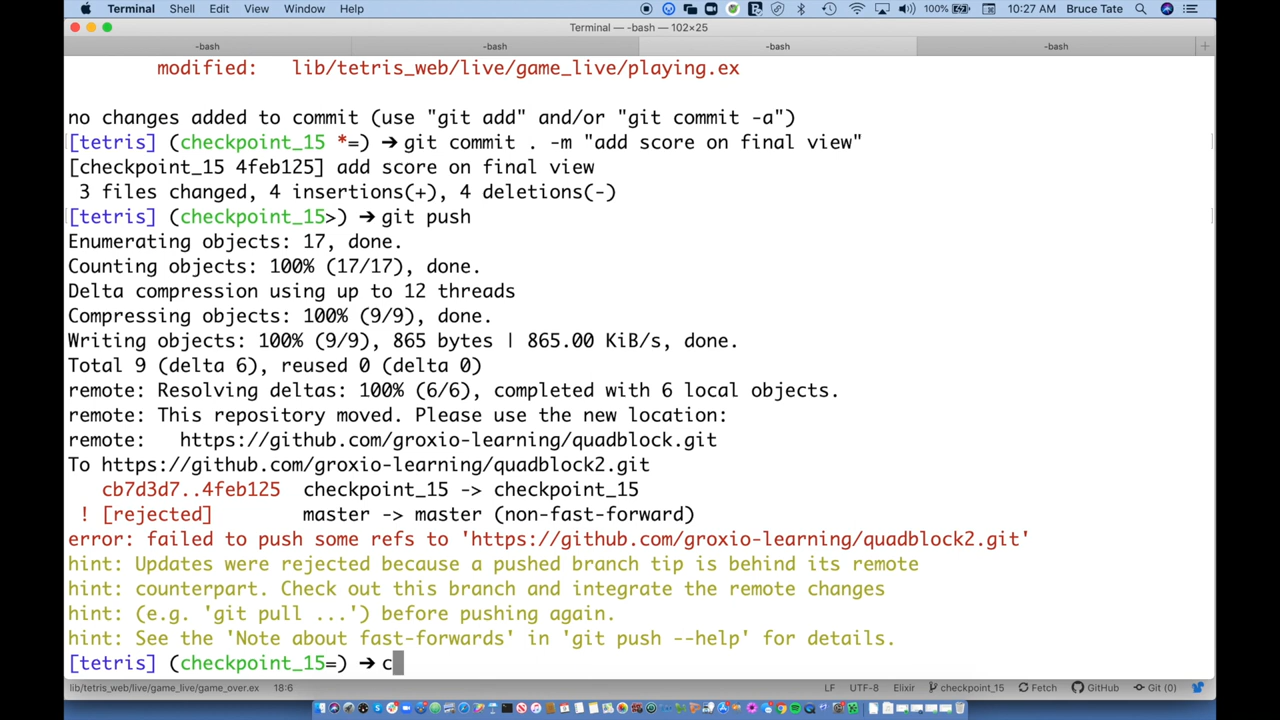 Terminal Shell Edit View Window Help 100% 10:27 AM Bruce Tate
Terminal — -bash — 102×25
-bash -bash -bash -bash
modified: lib/tetris_web/live/game_live/playing.ex
no changes added to commit (use "git add" and/or "git commit -a")
[tetris] (checkpoint_15 *=) ➔ git commit . -m "add score on final view"
[checkpoint_15 4feb125] add score on final view
3 files changed, 4 insertions(+), 4 deletions(-)
[tetris] (checkpoint_15>) ➔ git push
Enumerating objects: 17, done.
Counting objects: 100% (17/17), done.
Delta compression using up to 12 threads
Compressing objects: 100% (9/9), done.
Writing objects: 100% (9/9), 865 bytes | 865.00 KiB/s, done.
Total 9 (delta 6), reused 0 (delta 0)
remote: Resolving deltas: 100% (6/6), completed with 6 local objects.
remote: This repository moved. Please use the new location:
remote:   https://github.com/groxio-learning/quadblock.git
To https://github.com/groxio-learning/quadblock2.git
cb7d3d7..4feb125  checkpoint_15 -> checkpoint_15
! [rejected]        master -> master (non-fast-forward)
error: failed to push some refs to 'https://github.com/groxio-learning/quadblock2.git'
hint: Updates were rejected because a pushed branch tip is behind its remote
hint: counterpart. Check out this branch and integrate the remote changes
hint: (e.g. 'git pull ...') before pushing again.
hint: See the 'Note about fast-forwards' in 'git push --help' for details.
[tetris] (checkpoint_15=) ➔ c
lib/tetris_web/live/game_live/game_over.ex 18:6 LF UTF-8 Elixir checkpoint_15 Fetch GitHub Git (0)